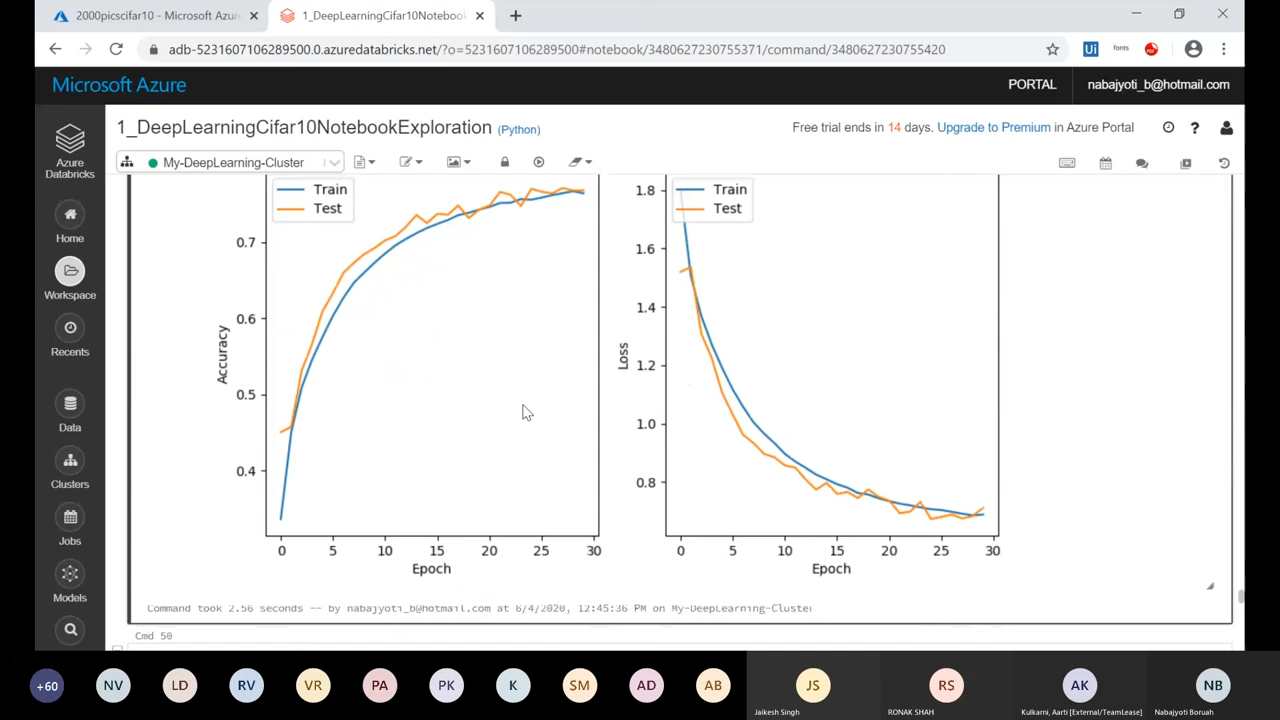 2000picscifar10 - Microsoft Azure
1_DeepLearningCifar10Notebook
adb-5231607106289500.0.azuredatabricks.net/?o=5231607106289500#notebook/3480627230755371/command/3480627230755420
Ui
fonts
Microsoft Azure
PORTAL
nabajyoti_b@hotmail.com
1_DeepLearningCifar10NotebookExploration (Python)
Free trial ends in 14 days. Upgrade to Premium in Azure Portal
?
My-DeepLearning-Cluster
Azure
Databricks
Home
Workspace
Recents
Data
Clusters
Jobs
Models
Train
Test
0.7
0.6
0.5
0.4
Accuracy
0 5 10 15 20 25 30
Epoch
Train
Test
1.8
1.6
1.4
1.2
1.0
0.8
Loss
0 5 10 15 20 25 30
Epoch
Command took 2.56 seconds -- by nabajyoti_b@hotmail.com at 6/4/2020, 12:45:36 PM on My-DeepLearning-Cluster
Cmd 50
+60 NV LD RV VR PA PK K SM AD AB JS RS AK NB
Jaikesh Singh RONAK SHAH Kulkarni, Aarti [External/TeamLease] Nabajyoti Boruah